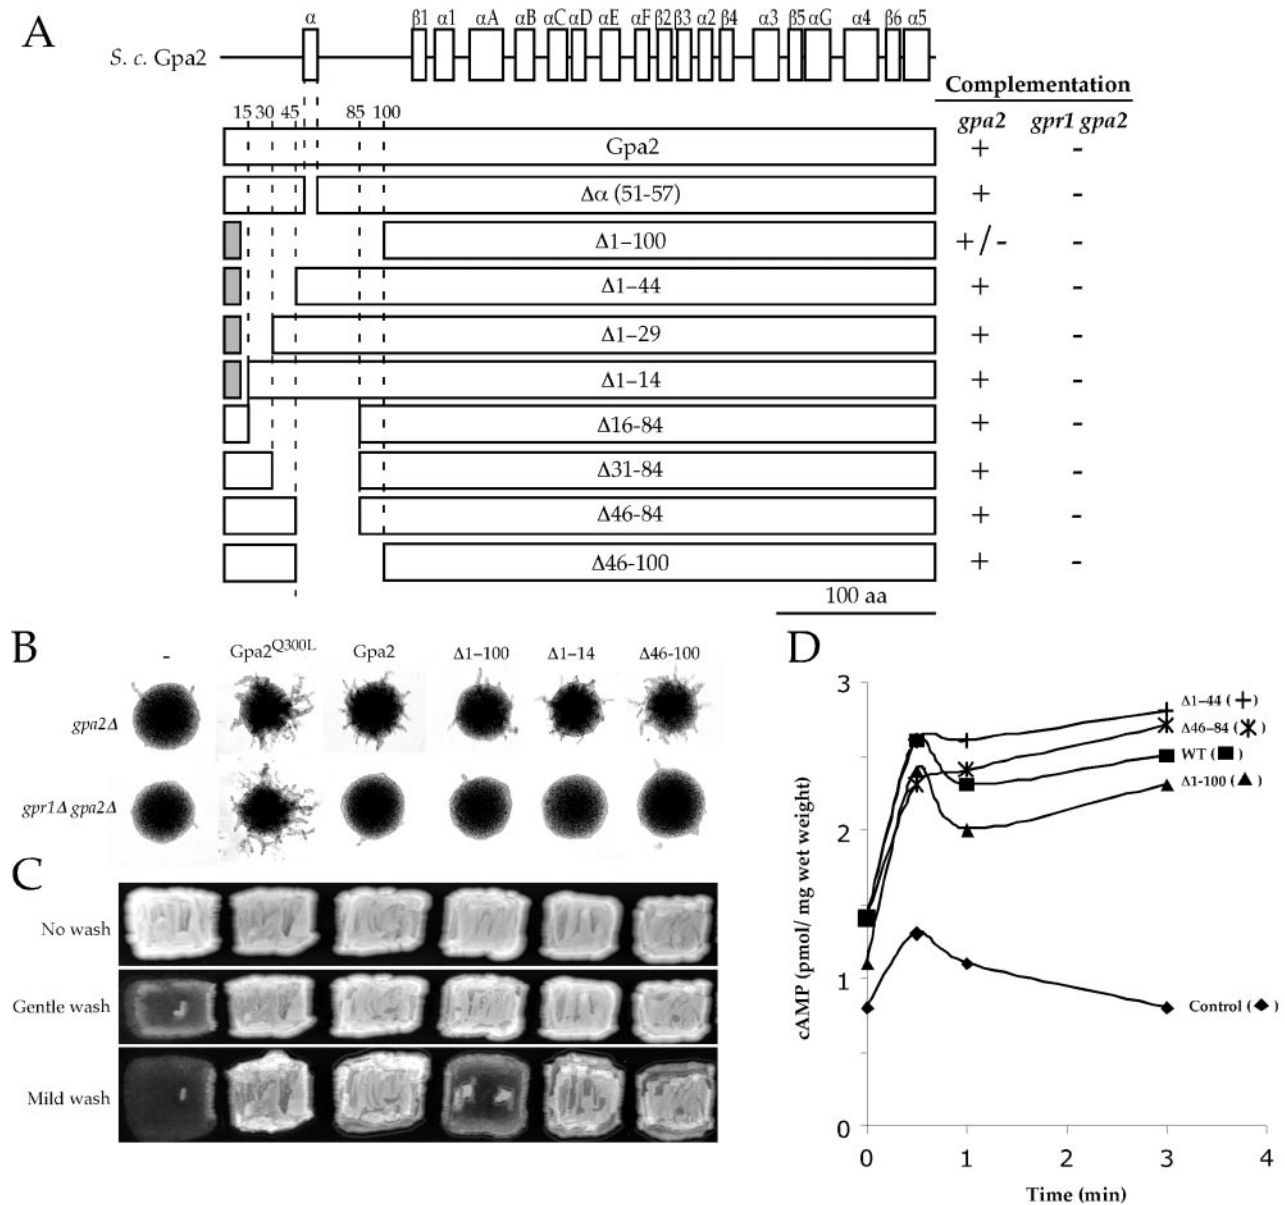 A
S. c. Gpa2
α β1 α1 αA αB αC αD αE αF β2 β3 α2 β4 α3 β5 αG α4 β6 α5
Complementation
gpa2 gpr1 gpa2
15 30 45 85 100
Gpa2 + -
Δα (51-57) + -
Δ1–100 +/- -
Δ1–44 + -
Δ1–29 + -
Δ1–14 + -
Δ16-84 + -
Δ31-84 + -
Δ46-84 + -
Δ46-100 + -
100 aa
B
- Gpa2Q300L Gpa2 Δ1–100 Δ1–14 Δ46-100
gpa2Δ
gpr1Δ gpa2Δ
C
No wash
Gentle wash
Mild wash
D
3
2
1
0
0 1 2 3 4
cAMP (pmol/ mg wet weight)
Time (min)
Δ1–44 ( )
Δ46–84 ( )
WT ( )
Δ1-100 ( )
Control ( )